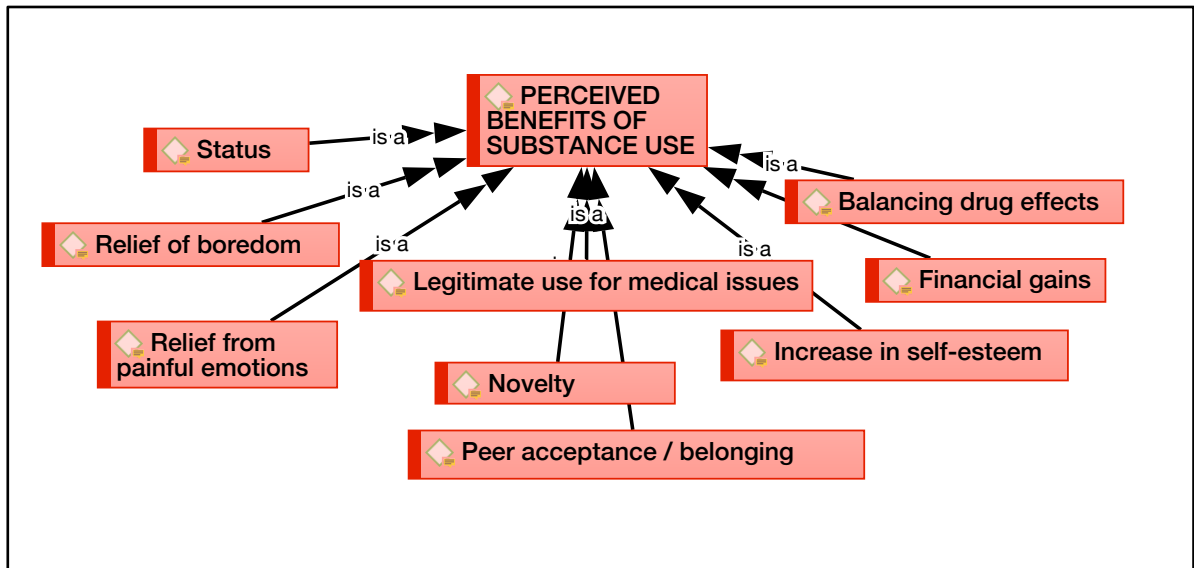 PERCEIVED
BENEFITS OF
SUBSTANCE USE
Status
is a
is a
Balancing drug effects
is a
Relief of boredom
is a
is a
is a
Legitimate use for medical issues
Financial gains
Relief from
painful emotions
Increase in self-esteem
Novelty
Peer acceptance / belonging